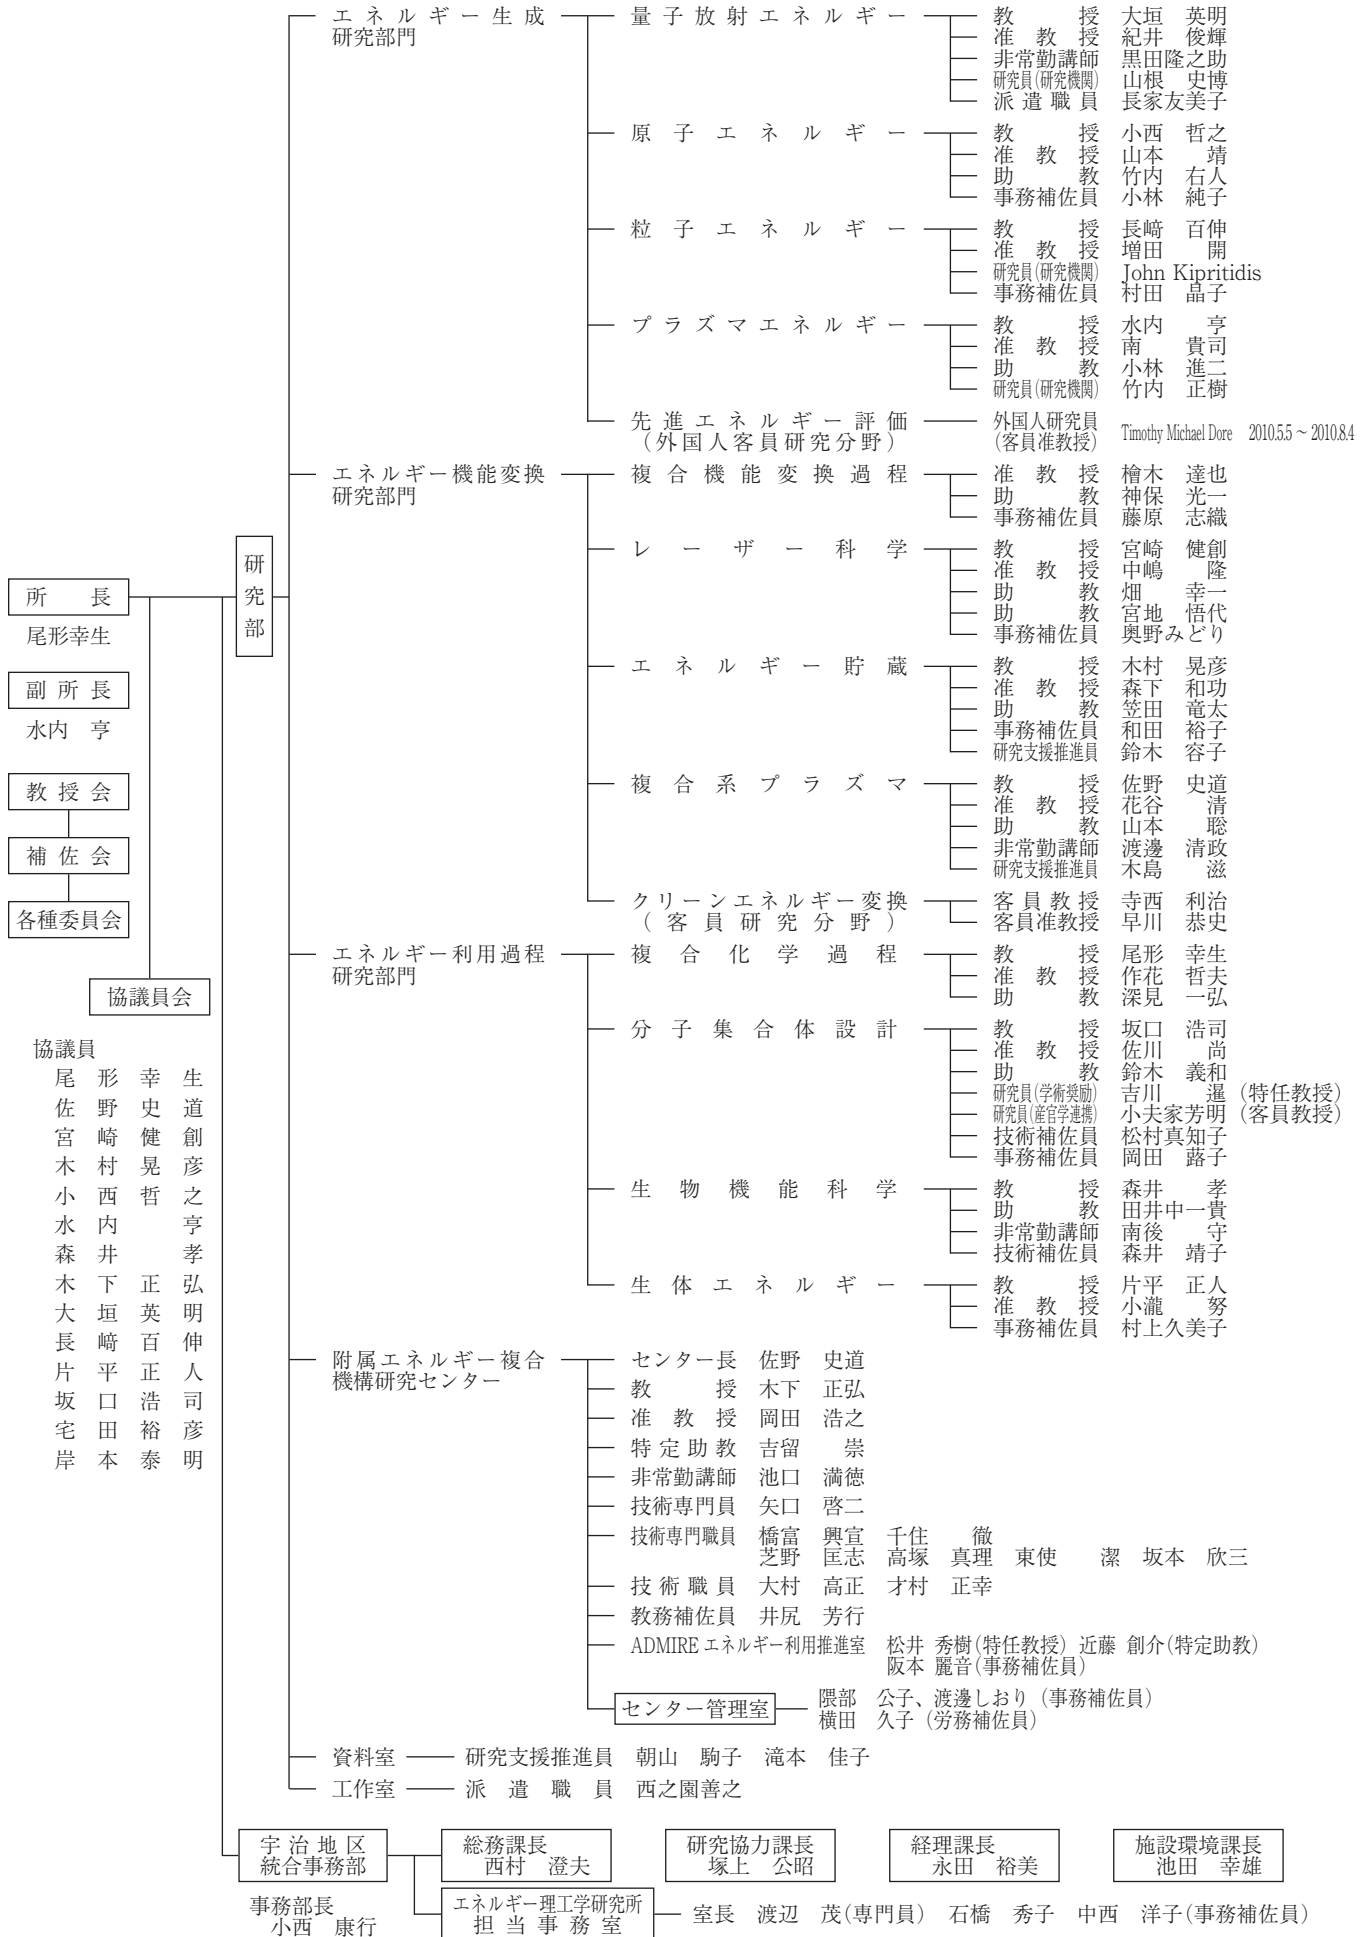 エネルギー生成
研究部門
量子放射エネルギー
教授 大垣 英明
准教授 紀井 俊輝
非常勤講師 黒田隆之助
研究員(研究機関) 山根 史博
派遣職員 長家友美子
原子エネルギー
教授 小西 哲之
准教授 山本 靖
助教 竹内 右人
事務補佐員 小林 純子
粒子エネルギー
教授 長﨑 百伸
准教授 増田 開
研究員(研究機関) John Kipritidis
事務補佐員 村田 晶子
プラズマエネルギー
教授 水内 亨
准教授 南 貴司
助教 小林 進二
研究員(研究機関) 竹内 正樹
先進エネルギー評価
(外国人客員研究分野)
外国人研究員
(客員准教授)
Timothy Michael Dore 2010.5.5 ~ 2010.8.4
エネルギー機能変換
研究部門
複合機能変換過程
准教授 檜木 達也
助教 神保 光一
事務補佐員 藤原 志織
レーザー科学
教授 宮崎 健創
准教授 中嶋 隆
助教 畑 幸一
助教 宮地 悟代
事務補佐員 奥野みどり
エネルギー貯蔵
教授 木村 晃彦
准教授 森下 和功
助教 笠田 竜太
事務補佐員 和田 裕子
研究支援推進員 鈴木 容子
複合系プラズマ
教授 佐野 史道
准教授 花谷 清
助教 山本 聡
非常勤講師 渡邊 清政
研究支援推進員 木島 滋
クリーンエネルギー変換
(客員研究分野)
客員教授 寺西 利治
客員准教授 早川 恭史
エネルギー利用過程
研究部門
複合化学過程
教授 尾形 幸生
准教授 作花 哲夫
助教 深見 一弘
分子集合体設計
教授 坂口 浩司
准教授 佐川 尚
助教 鈴木 義和
研究員(学術奨励) 吉川 暹 (特任教授)
研究員(産官学連携) 小夫家芳明 (客員教授)
技術補佐員 松村真知子
事務補佐員 岡田 蕗子
生物機能科学
教授 森井 孝
助教 田井中一貴
非常勤講師 南後 守
技術補佐員 森井 靖子
生体エネルギー
教授 片平 正人
准教授 小瀧 努
事務補佐員 村上久美子
附属エネルギー複合
機構研究センター
センター長 佐野 史道
教授 木下 正弘
准教授 岡田 浩之
特定助教 吉留 崇
非常勤講師 池口 満徳
技術専門員 矢口 啓二
技術専門職員 橋富 興宣 千住 徹
芝野 匡志 高塚 真理 東使 潔 坂本 欣三
技術職員 大村 高正 才村 正幸
教務補佐員 井尻 芳行
ADMIRE エネルギー利用推進室 松井 秀樹(特任教授) 近藤 創介(特定助教)
阪本 麗音(事務補佐員)
センター管理室
隈部 公子、渡邊しおり (事務補佐員)
横田 久子 (労務補佐員)
資料室 研究支援推進員 朝山 駒子 滝本 佳子
工作室 派遣職員 西之園善之
研究部
所長
尾形幸生
副所長
水内 亨
教授会
補佐会
各種委員会
協議員会
協議員
尾形幸生
佐野史道
宮崎健創
木村晃彦
小西哲之
水内亨
森井孝
木下正弘
大垣英明
長﨑百伸
片平正人
坂口浩司
宅田裕彦
岸本泰明
宇治地区
統合事務部
事務部長
小西 康行
総務課長
西村 澄夫
研究協力課長
塚上 公昭
経理課長
永田 裕美
施設環境課長
池田 幸雄
エネルギー理工学研究所
担当事務室
室長 渡辺 茂(専門員) 石橋 秀子 中西 洋子(事務補佐員)